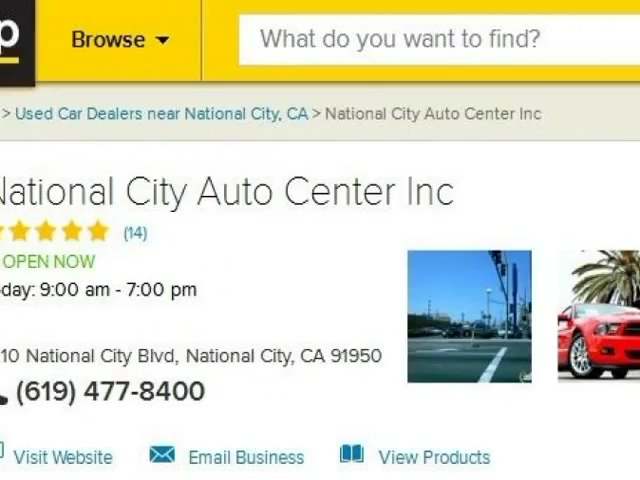 p
Browse
What do you want to find?
> Used Car Dealers near National City, CA > National City Auto Center Inc
National City Auto Center Inc
(14)
OPEN NOW
day: 9:00 am - 7:00 pm
10 National City Blvd, National City, CA 91950
(619) 477-8400
Visit Website Email Business View Products